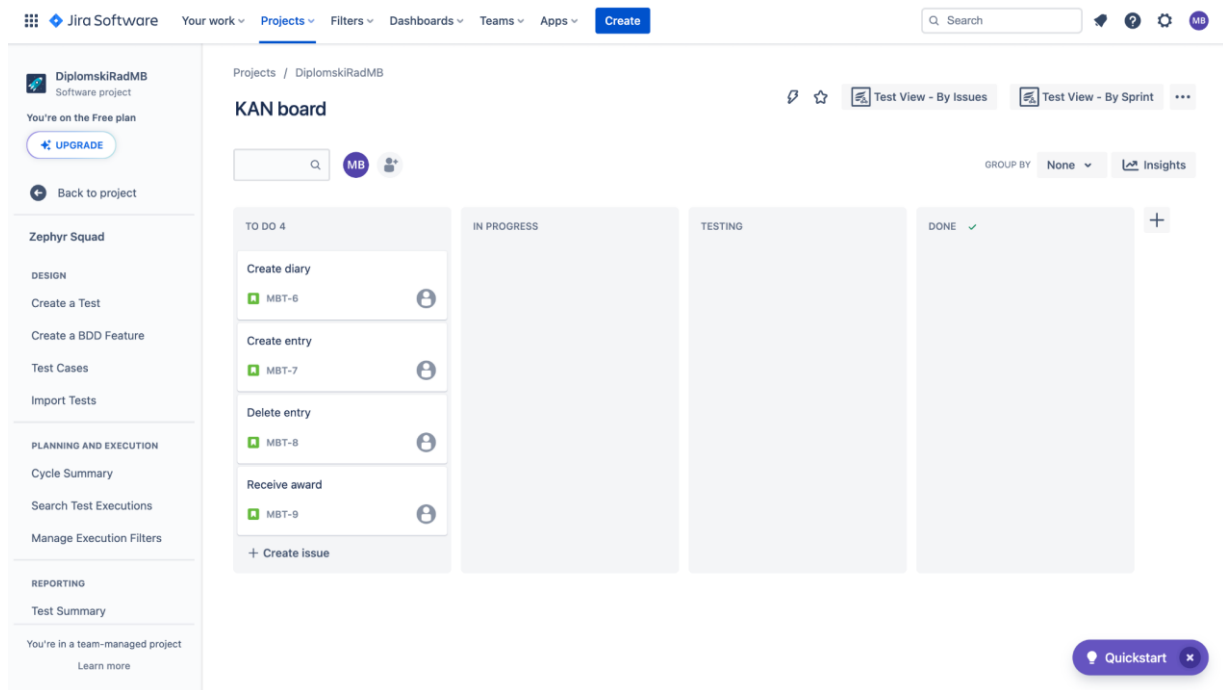 Jira Software Your work Projects Filters Dashboards Teams Apps Create Search MB
DiplomskiRadMB
Software project
You're on the Free plan
UPGRADE
Back to project
Zephyr Squad
DESIGN
Create a Test
Create a BDD Feature
Test Cases
Import Tests
PLANNING AND EXECUTION
Cycle Summary
Search Test Executions
Manage Execution Filters
REPORTING
Test Summary
You're in a team-managed project
Learn more
Projects / DiplomskiRadMB
KAN board
Test View - By Issues Test View - By Sprint
MB
GROUP BY None Insights
TO DO 4
Create diary
MBT-6
Create entry
MBT-7
Delete entry
MBT-8
Receive award
MBT-9
+ Create issue
IN PROGRESS
TESTING
DONE
Quickstart